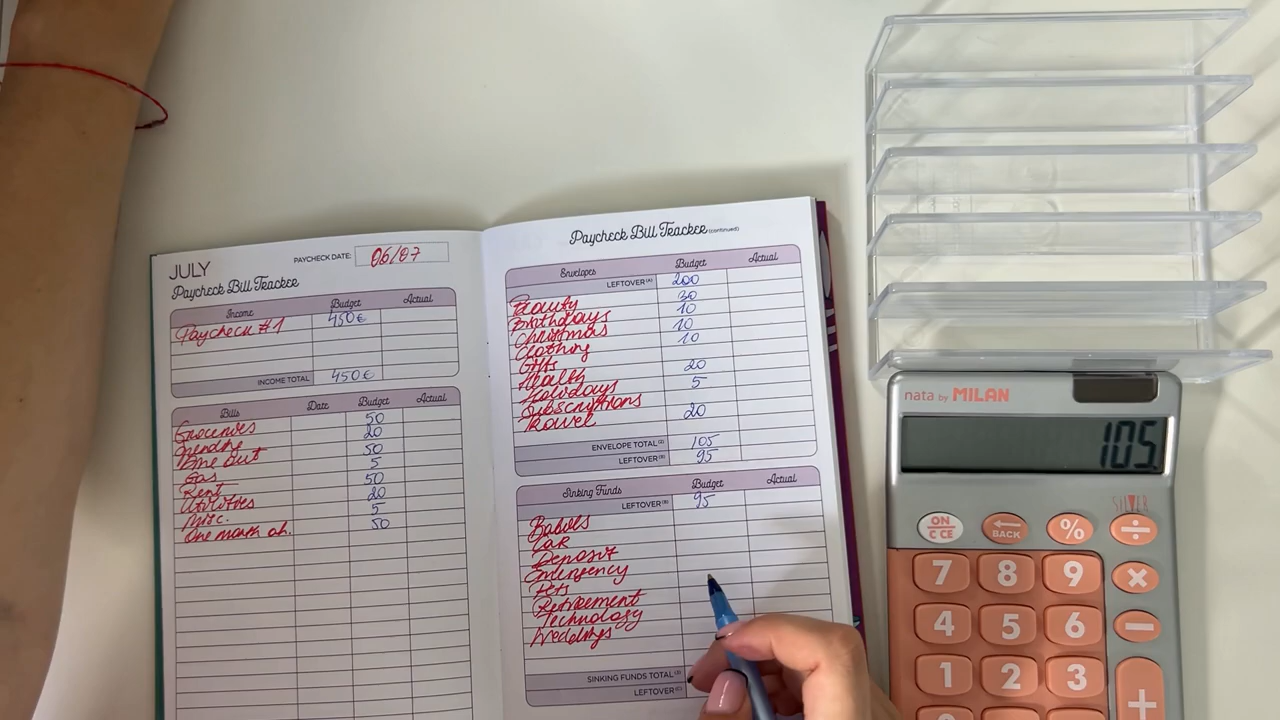 JULY
PAYCHECK DATE: 06/07
Paycheck Bill Tracker
Income Budget Actual
Paycheck #1 450€
INCOME TOTAL 450€
Bills Date Budget Actual
Groceries 50
Laundry 20
Dine out 50
Gas 5
Rent 50
Utilities 20
Misc. 5
One month ah. 50
Paycheck Bill Tracker (continued)
Envelopes Budget Actual
LEFTOVER (A) 200
Beauty 30
Birthdays 10
Christmas 10
Clothing 10
Gifts
Health 20
Holidays 5
Subscriptions
Travel 20
ENVELOPE TOTAL (2) 105
LEFTOVER (B) 95
Sinking Funds Budget Actual
LEFTOVER (B) 95
Babies
Car
Deposit
Emergency
Pets
Retirement
Technology
Weddings
SINKING FUNDS TOTAL (3)
LEFTOVER (C)
nata by MILAN
105
SILVER
ON
C CE
BACK
%
÷
7 8 9 ×
4 5 6 −
1 2 3 +